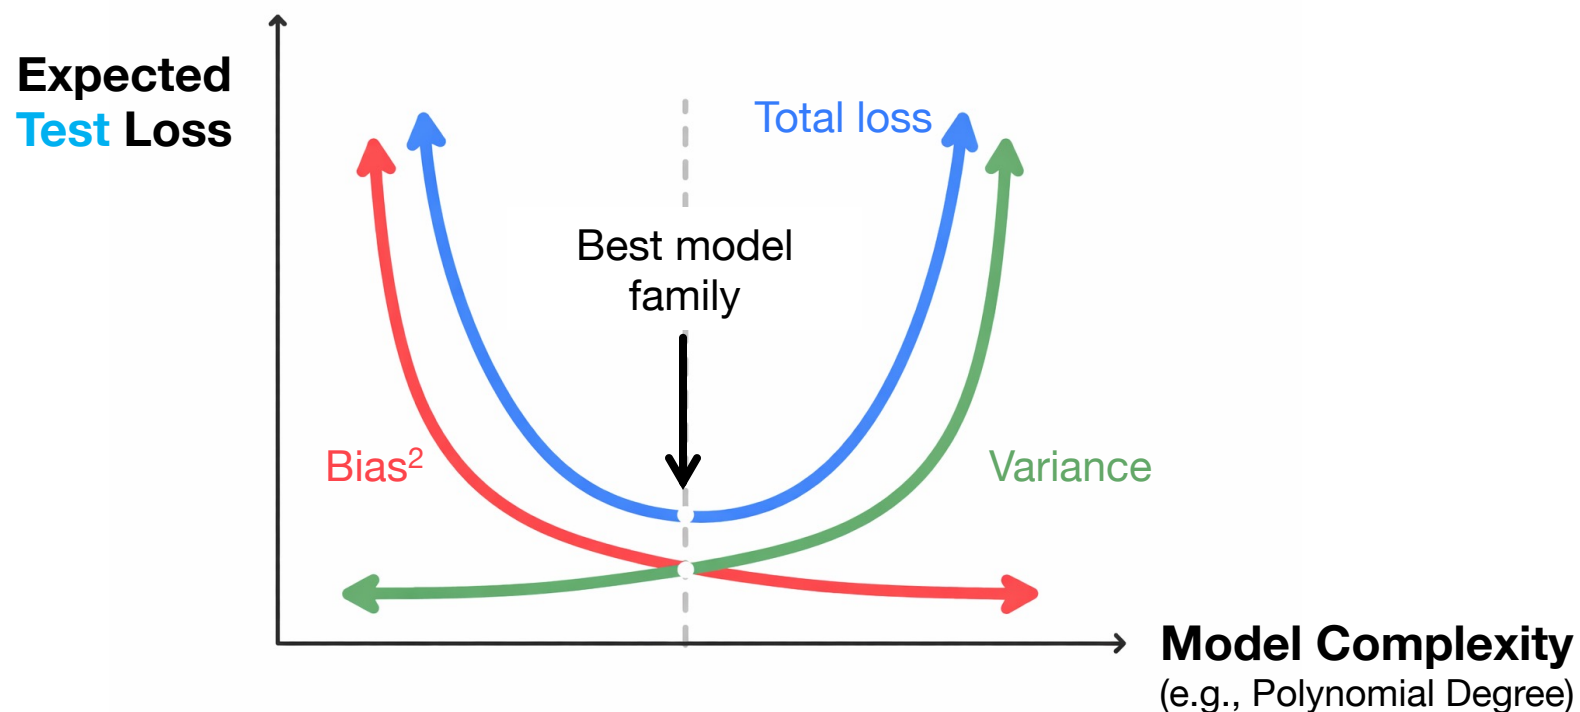 Expected
Test Loss
Total loss
Best model
family
Bias²
Variance
Model Complexity
(e.g., Polynomial Degree)